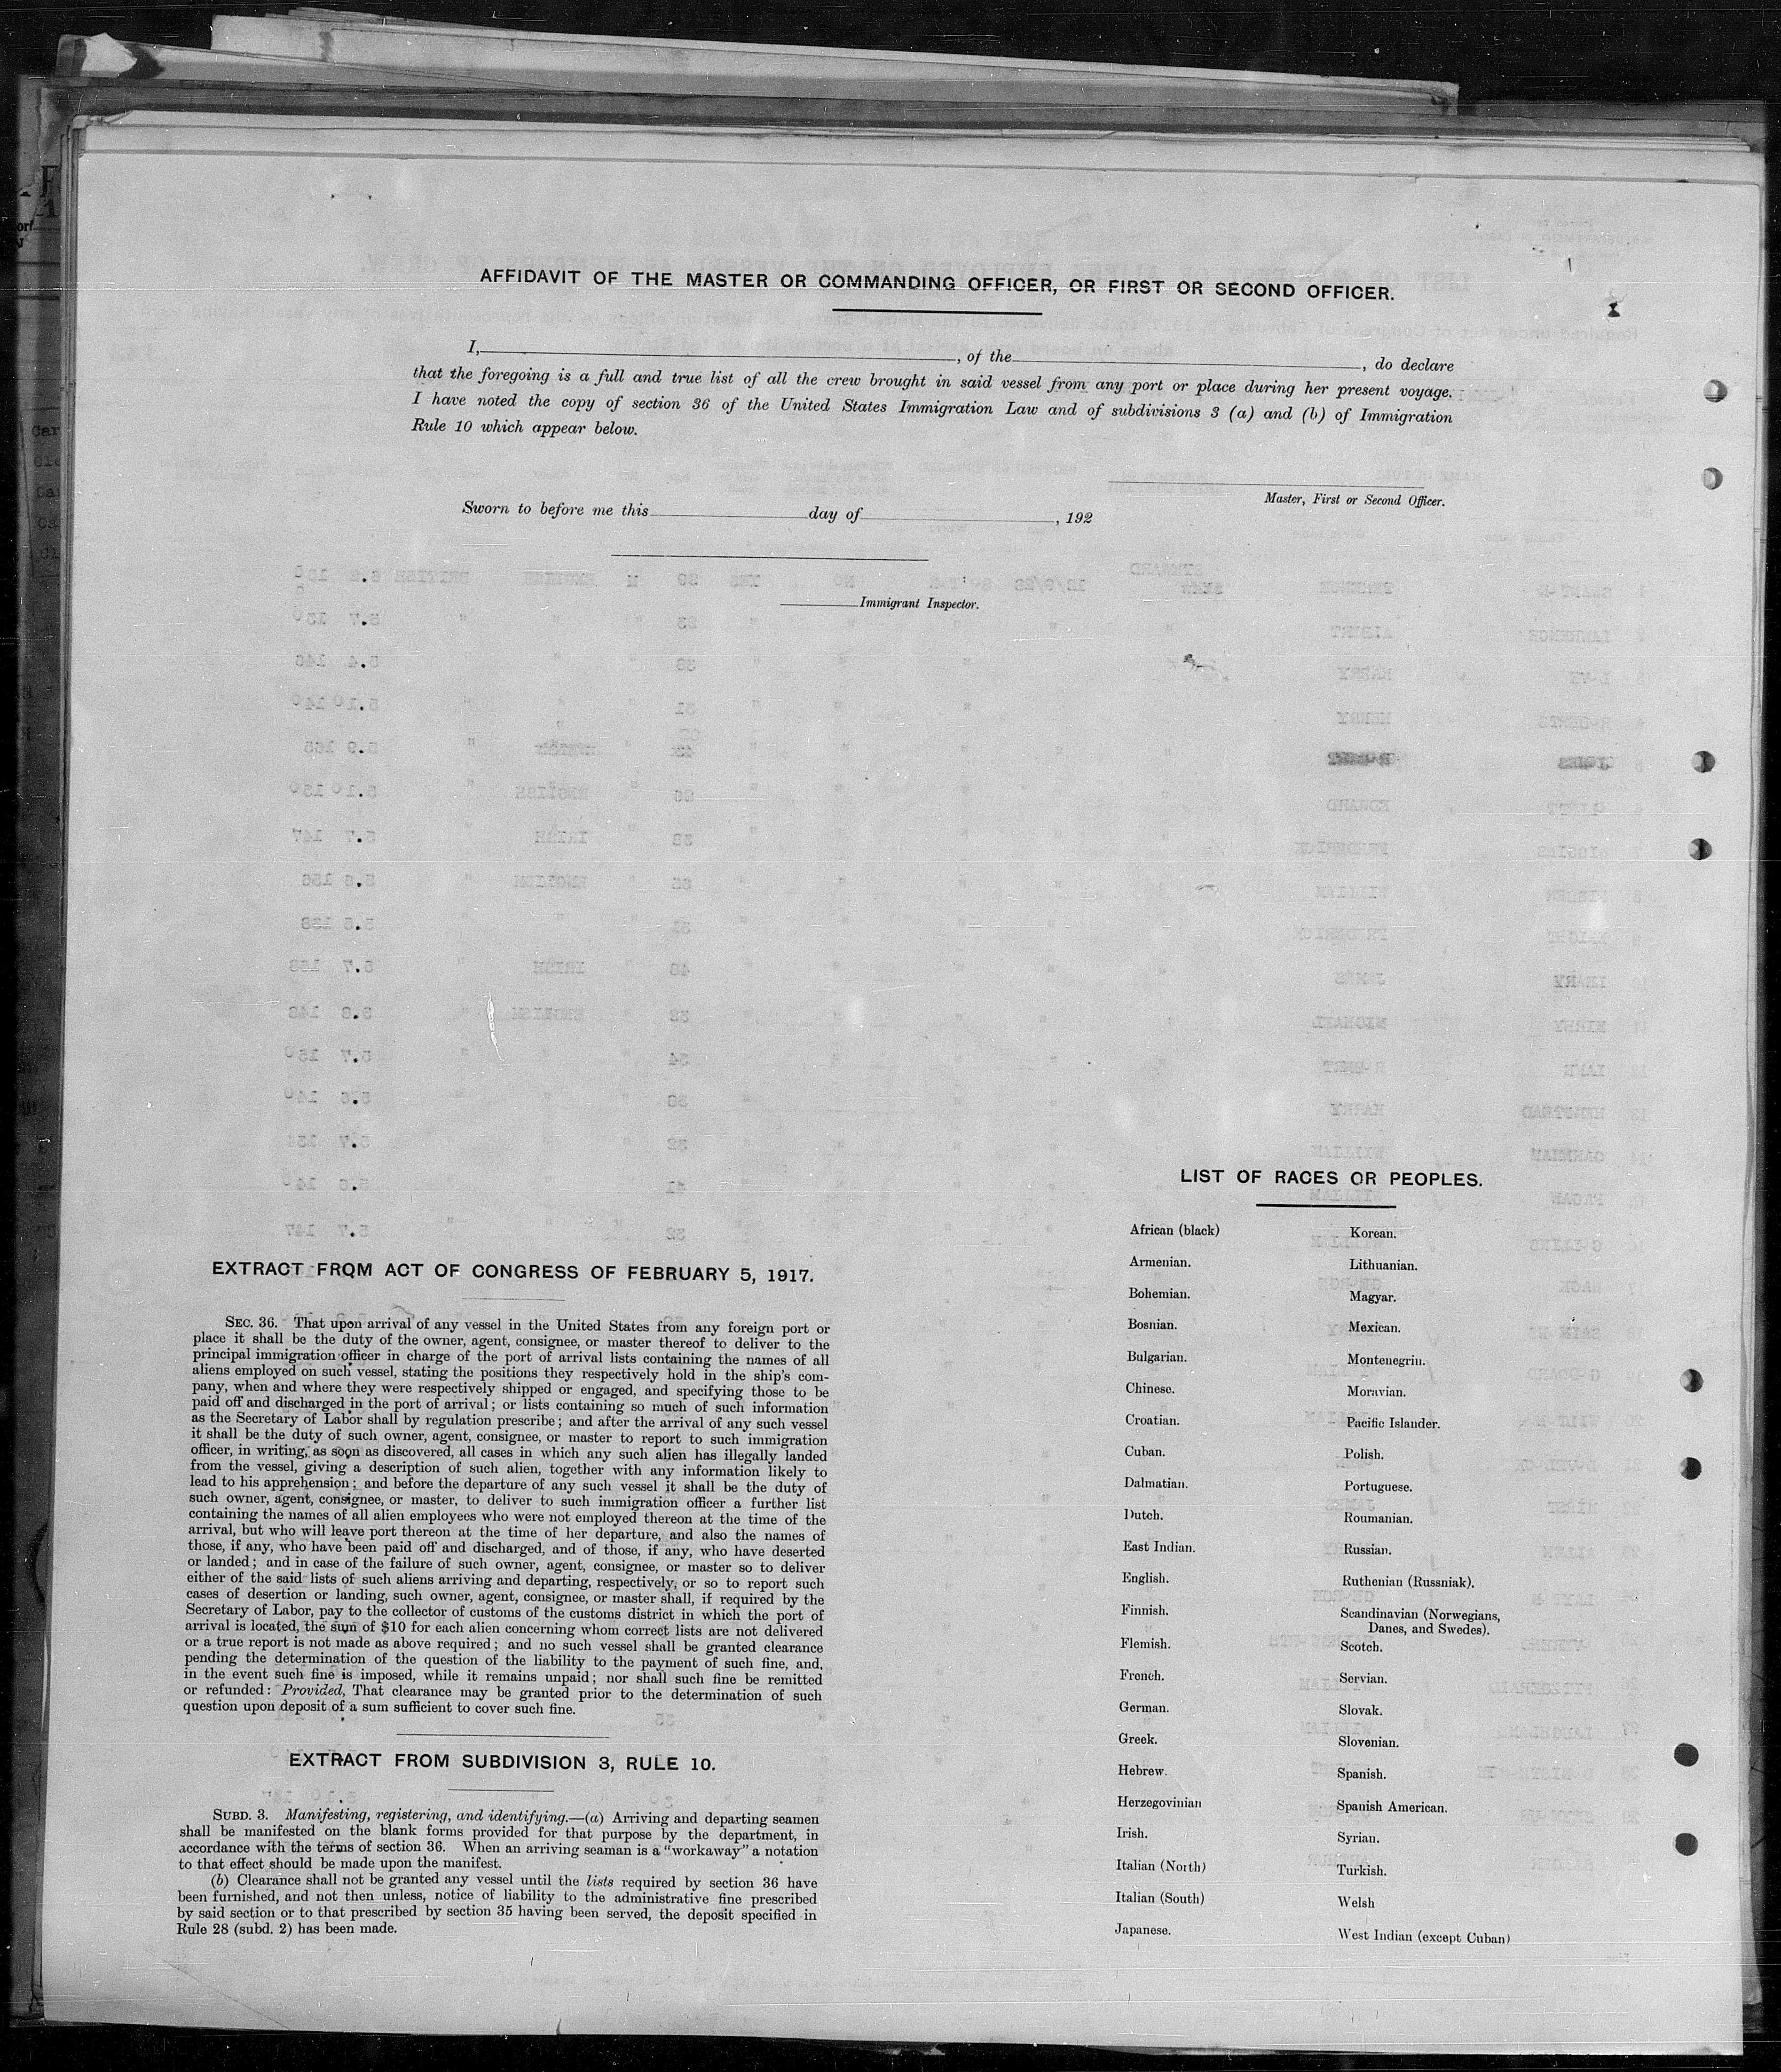 AFFIDAVIT OF THE MASTER OR COMMANDING OFFICER, OR FIRST OR SECOND OFFICER.
I, , of the , do declare
that the foregoing is a full and true list of all the crew brought in said vessel from any port or place during her present voyage.
I have noted the copy of section 36 of the United States Immigration Law and of subdivisions 3 (a) and (b) of Immigration
Rule 10 which appear below.
Master, First or Second Officer.
Sworn to before me this day of , 192
Immigrant Inspector.
EXTRACT FROM ACT OF CONGRESS OF FEBRUARY 5, 1917.
SEC. 36. That upon arrival of any vessel in the United States from any foreign port or
place it shall be the duty of the owner, agent, consignee, or master thereof to deliver to the
principal immigration officer in charge of the port of arrival lists containing the names of all
aliens employed on such vessel, stating the positions they respectively hold in the ship's com-
pany, when and where they were respectively shipped or engaged, and specifying those to be
paid off and discharged in the port of arrival; or lists containing so much of such information
as the Secretary of Labor shall by regulation prescribe; and after the arrival of any such vessel
it shall be the duty of such owner, agent, consignee, or master to report to such immigration
officer, in writing, as soon as discovered, all cases in which any such alien has illegally landed
from the vessel, giving a description of such alien, together with any information likely to
lead to his apprehension; and before the departure of any such vessel it shall be the duty of
such owner, agent, consignee, or master, to deliver to such immigration officer a further list
containing the names of all alien employees who were not employed thereon at the time of the
arrival, but who will leave port thereon at the time of her departure, and also the names of
those, if any, who have been paid off and discharged, and of those, if any, who have deserted
or landed; and in case of the failure of such owner, agent, consignee, or master so to deliver
either of the said lists of such aliens arriving and departing, respectively, or so to report such
cases of desertion or landing, such owner, agent, consignee, or master shall, if required by the
Secretary of Labor, pay to the collector of customs of the customs district in which the port of
arrival is located, the sum of $10 for each alien concerning whom correct lists are not delivered
or a true report is not made as above required; and no such vessel shall be granted clearance
pending the determination of the question of the liability to the payment of such fine, and,
in the event such fine is imposed, while it remains unpaid; nor shall such fine be remitted
or refunded: Provided, That clearance may be granted prior to the determination of such
question upon deposit of a sum sufficient to cover such fine.
EXTRACT FROM SUBDIVISION 3, RULE 10.
SUBD. 3. Manifesting, registering, and identifying.—(a) Arriving and departing seamen
shall be manifested on the blank forms provided for that purpose by the department, in
accordance with the terms of section 36. When an arriving seaman is a "workaway" a notation
to that effect should be made upon the manifest.
(b) Clearance shall not be granted any vessel until the lists required by section 36 have
been furnished, and not then unless, notice of liability to the administrative fine prescribed
by said section or to that prescribed by section 35 having been served, the deposit specified in
Rule 28 (subd. 2) has been made.
LIST OF RACES OR PEOPLES.
African (black)
Armenian.
Bohemian.
Bosnian.
Bulgarian.
Chinese.
Croatian.
Cuban.
Dalmatian.
Dutch.
East Indian.
English.
Finnish.
Flemish.
French.
German.
Greek.
Hebrew.
Herzegovinian
Irish.
Italian (North)
Italian (South)
Japanese.
Korean.
Lithuanian.
Magyar.
Mexican.
Montenegrin.
Moravian.
Pacific Islander.
Polish.
Portuguese.
Roumanian.
Russian.
Ruthenian (Russniak).
Scandinavian (Norwegians,
Danes, and Swedes).
Scotch.
Servian.
Slovak.
Slovenian.
Spanish.
Spanish American.
Syrian.
Turkish.
Welsh
West Indian (except Cuban)